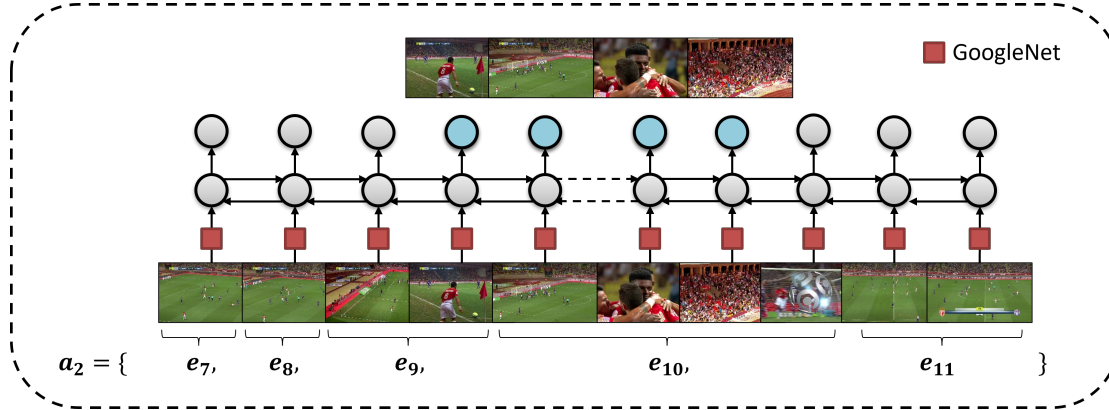 GoogleNet
a₂ = { e₇, e₈, e₉, e₁₀, e₁₁ }